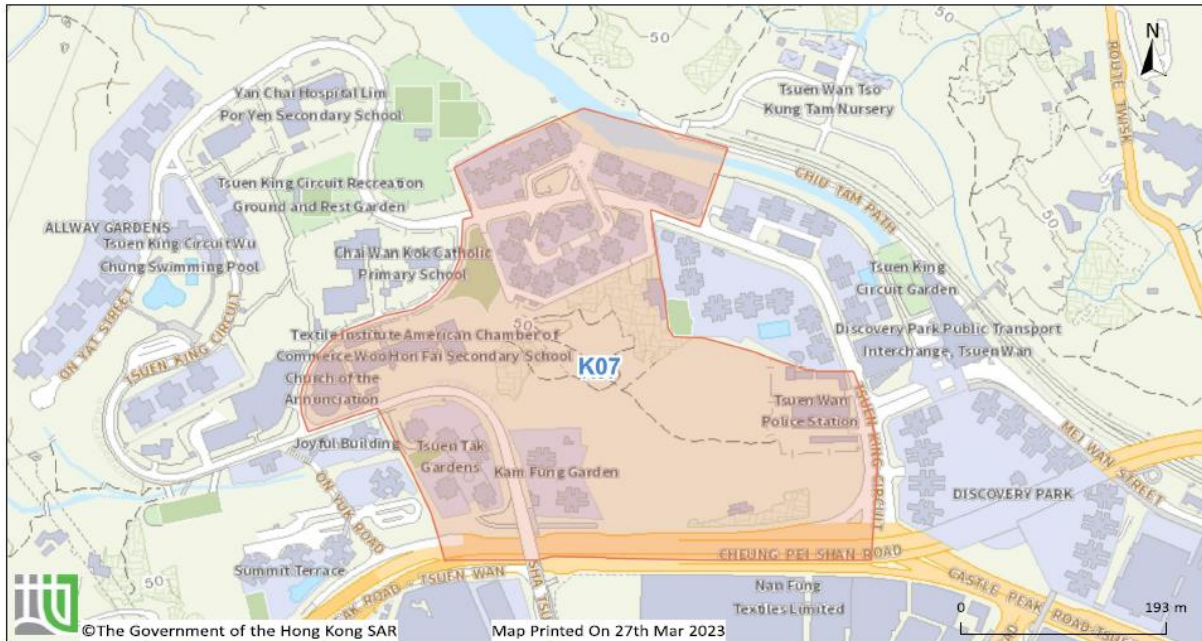 50
50
N
ROUTE TWISK
Yan Chai Hospital Lim
Por Yen Secondary School
Tsuen Wan Tso
Kung Tam Nursery
CHIU TAM PATH
Tsuen King Circuit Recreation
Ground and Rest Garden
50
ALLWAY GARDENS
Tsuen King Circuit Wu
Chung Swimming Pool
Chai Wan Kok Catholic
Primary School
Tsuen King
Circuit Garden
ON YAT STREET
TSUEN KING CIRCUIT
50
Textile Institute American Chamber of
Commerce Woo Hon Fai Secondary School
Church of the
Annunciation
K07
Discovery Park Public Transport
Interchange, Tsuen Wan
Tsuen Wan
Police Station
TSUEN KING CIRCUIT
MEI WAN STREET
Joyful Building
Tsuen Tak
Gardens
Kam Fung Garden
ON YUK ROAD
DISCOVERY PARK
50
Summit Terrace
CHEUNG PEI SHAN ROAD
AK ROAD - TSUEN WAN
SHA TSU
Nan Fung
Textiles Limited
CASTLE PEAK ROAD-TSUEN
0
193 m
©The Government of the Hong Kong SAR
Map Printed On 27th Mar 2023